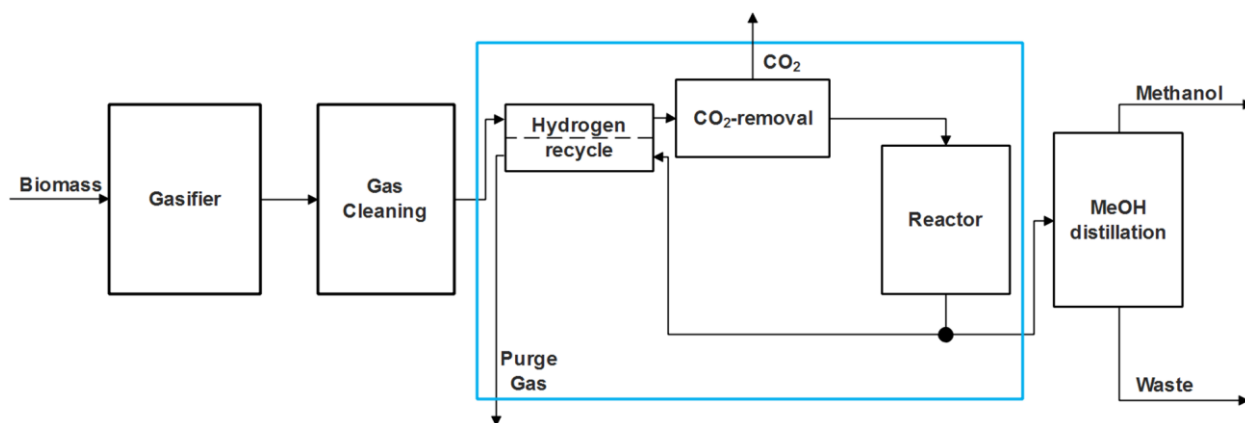 Biomass
Gasifier
Gas
Cleaning
Hydrogen
recycle
CO₂
CO₂-removal
Reactor
Purge
Gas
MeOH
distillation
Methanol
Waste